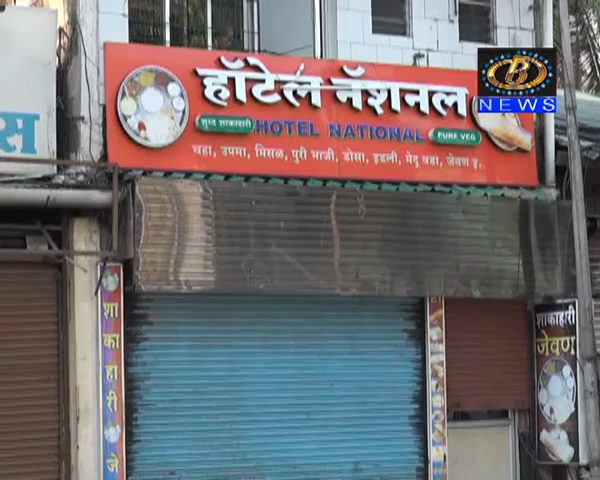 हॉटेल नॅशनल
शुध्द शाकाहारी HOTEL NATIONAL PURE VEG
चहा, उपमा, मिसळ, पुरी भाजी, डोसा, इडली, मेदू वडा, जेवण इ.
B
NEWS
स
शाकाहारी जे
शाकाहारी
जेवण